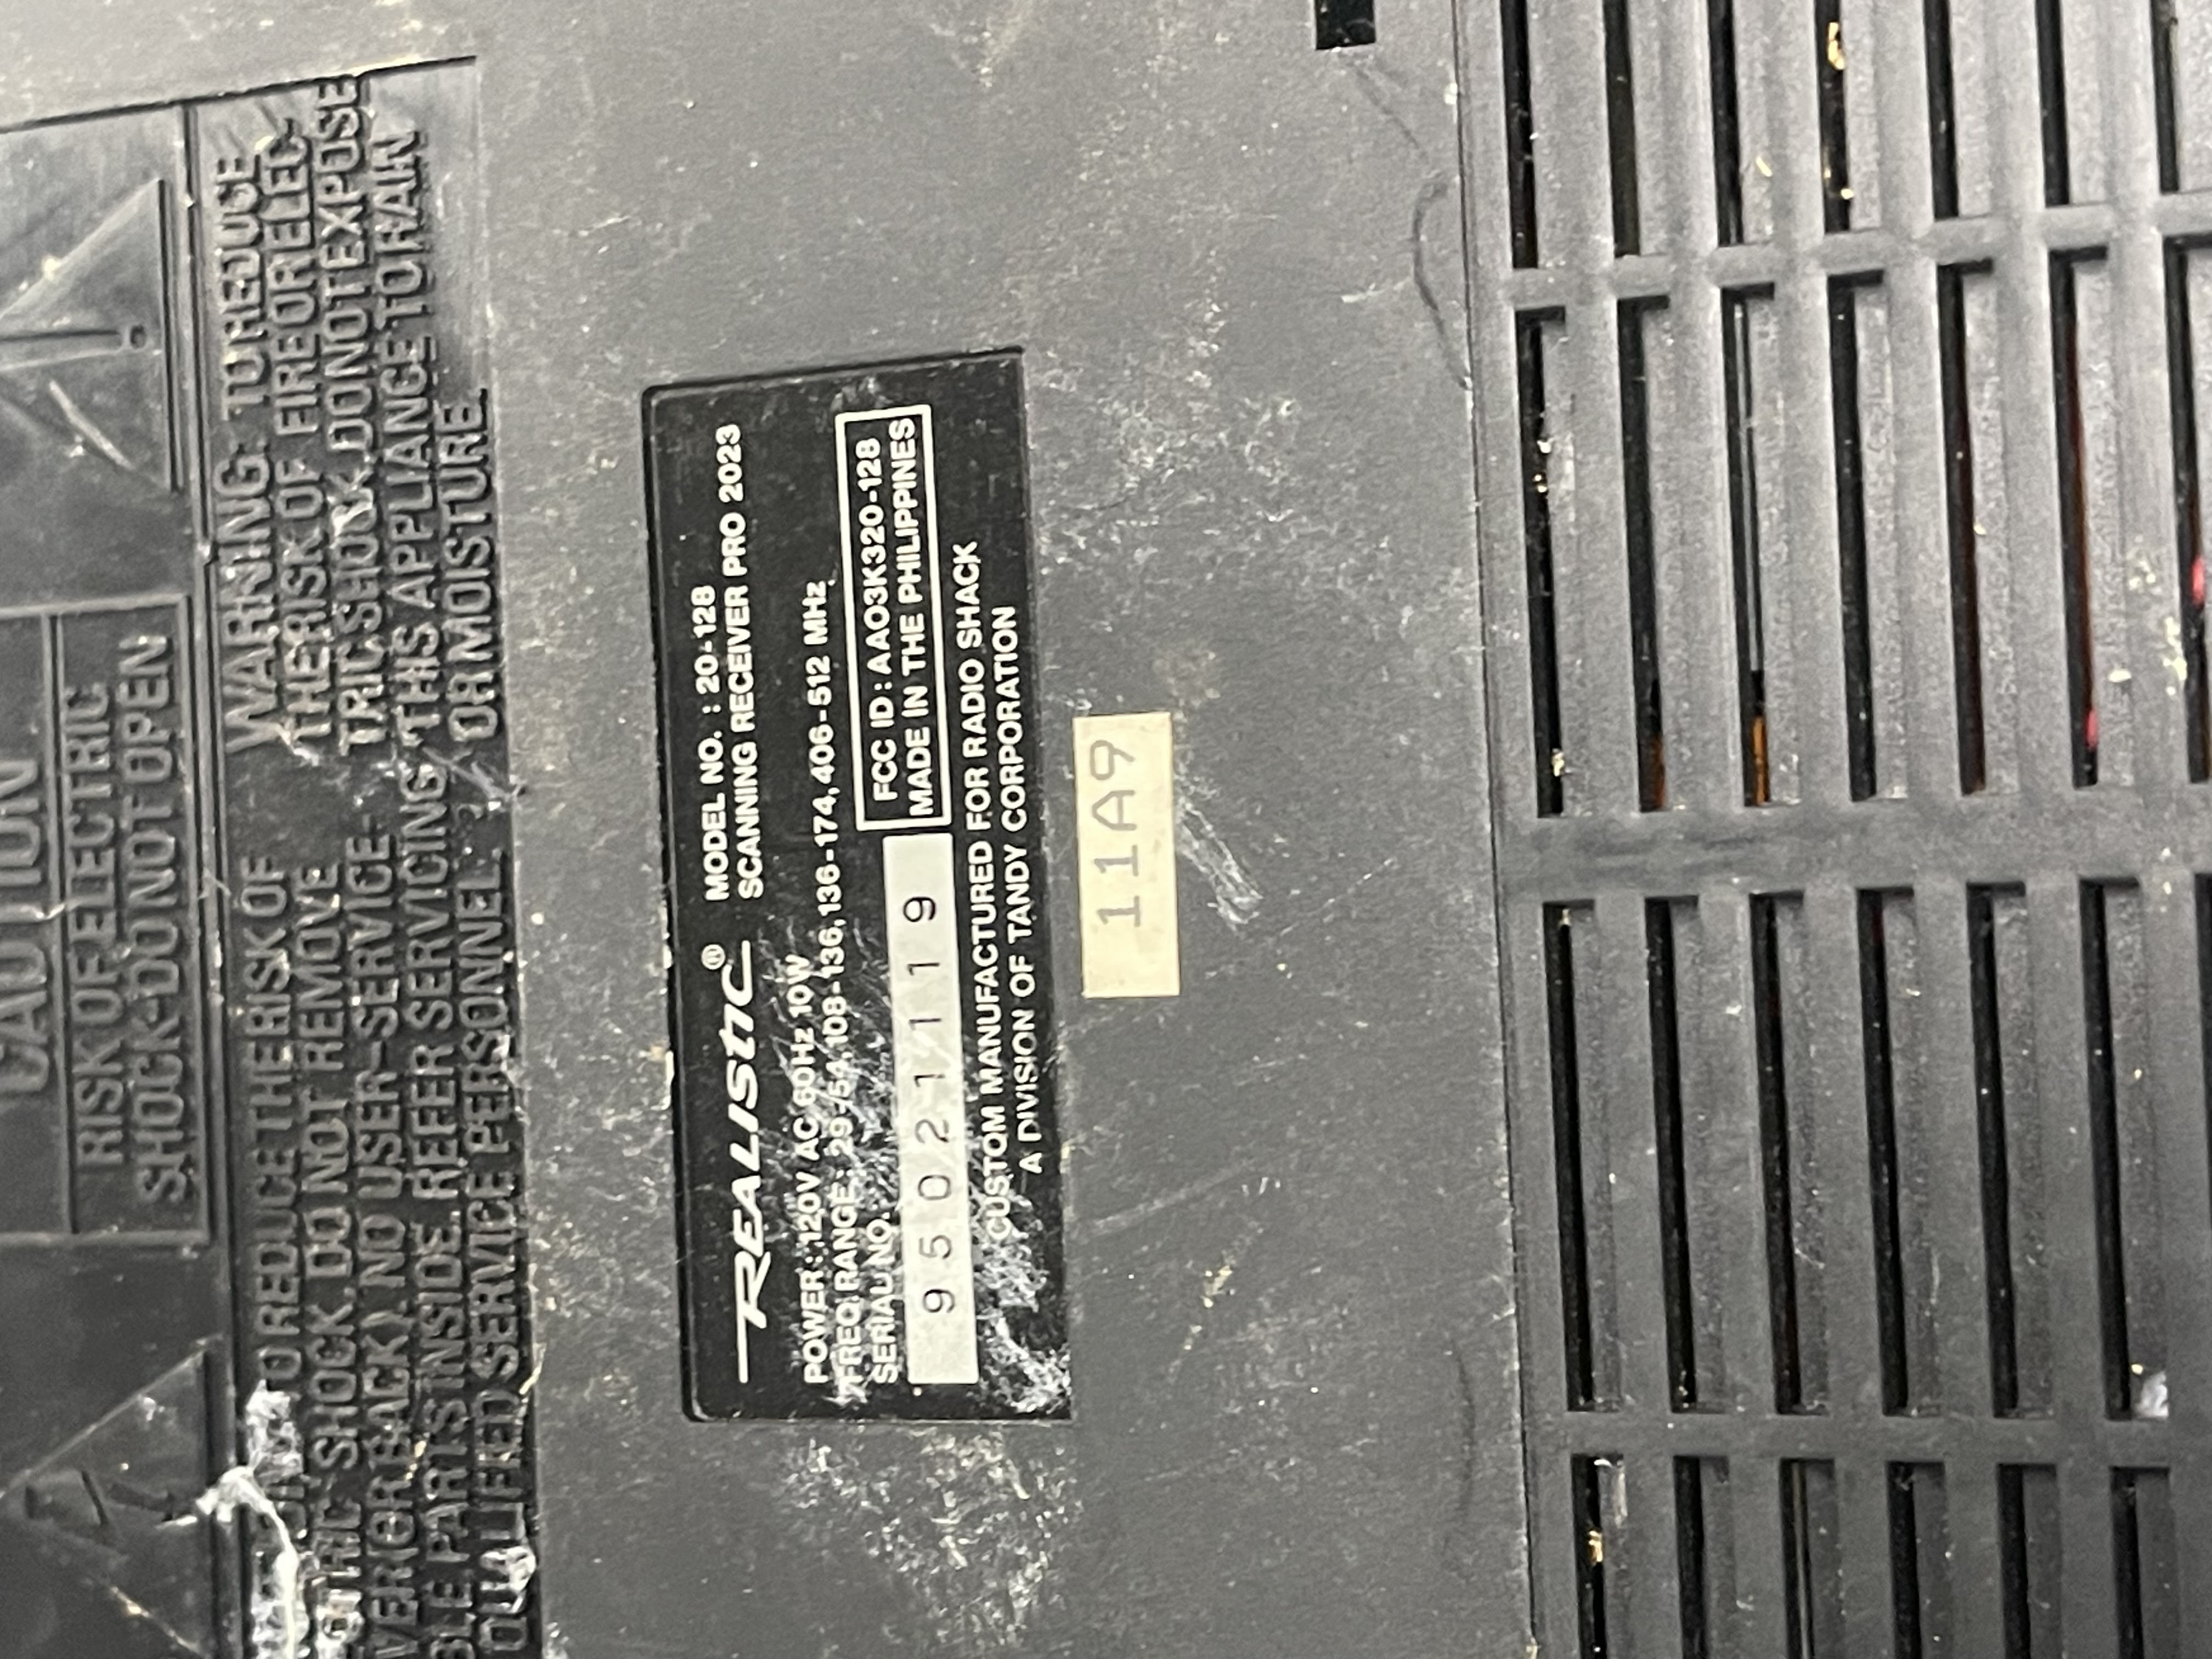 CAUTION
RISK OF ELECTRIC
SHOCK-DO NOT OPEN
TO REDUCE THE RISK OF
SHOCK, DO NOT REMOVE
(OR BACK). NO USER-SERVICE-
BLE PARTS INSIDE. REFER SERVICING
QUALIFIED SERVICE PERSONNEL.
WARNING: TO REDUCE
THE RISK OF FIRE OR ELEC-
TRIC SHOCK, DO NOT EXPOSE
THIS APPLIANCE TO RAIN
OR MOISTURE.
REALISTIC® MODEL NO. : 20-128
SCANNING RECEIVER PRO 2023
POWER : 120V AC 60Hz 10W
FREQ. RANGE : 29-54, 108-136, 136-174, 406-512 MHz
SERIAL NO.
95021119
FCC ID : AAO3K320-128
MADE IN THE PHILIPPINES
CUSTOM MANUFACTURED FOR RADIO SHACK
A DIVISION OF TANDY CORPORATION
11A9